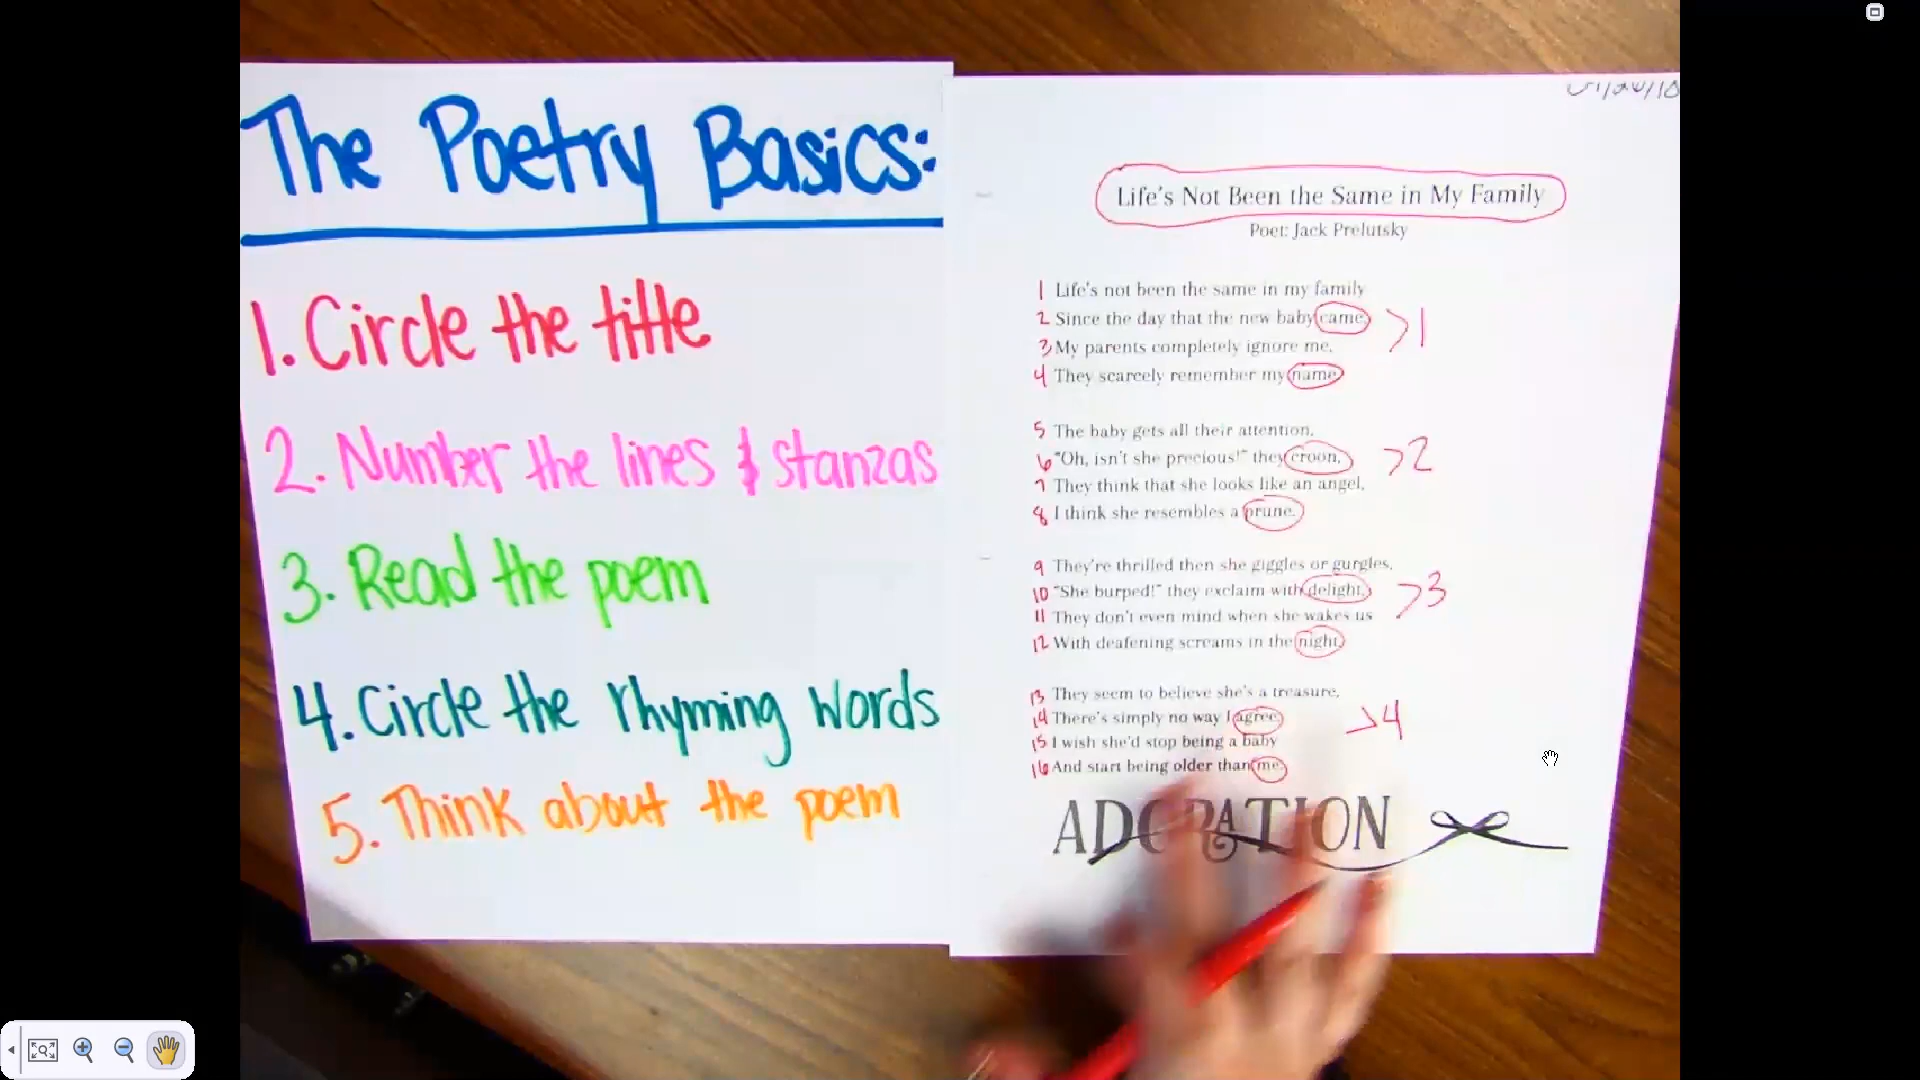 The Poetry Basics:
1. Circle the title
2. Number the lines & stanzas
3. Read the poem
4. Circle the rhyming words
5. Think about the poem
Life's Not Been the Same in My Family
Poet: Jack Prelutsky
1 Life's not been the same in my family
2 Since the day that the new baby came,
3 My parents completely ignore me,
4 They scarcely remember my name.
>1
5 The baby gets all their attention,
6 "Oh, isn't she precious!" they croon,
7 They think that she looks like an angel,
8 I think she resembles a prune.
>2
9 They're thrilled then she giggles or gurgles,
10 "She burped!" they exclaim with delight,
11 They don't even mind when she wakes us
12 With deafening screams in the night.
>3
13 They seem to believe she's a treasure,
14 There's simply no way I agree,
15 I wish she'd stop being a baby
16 And start being older than me.
>4
ADORATION